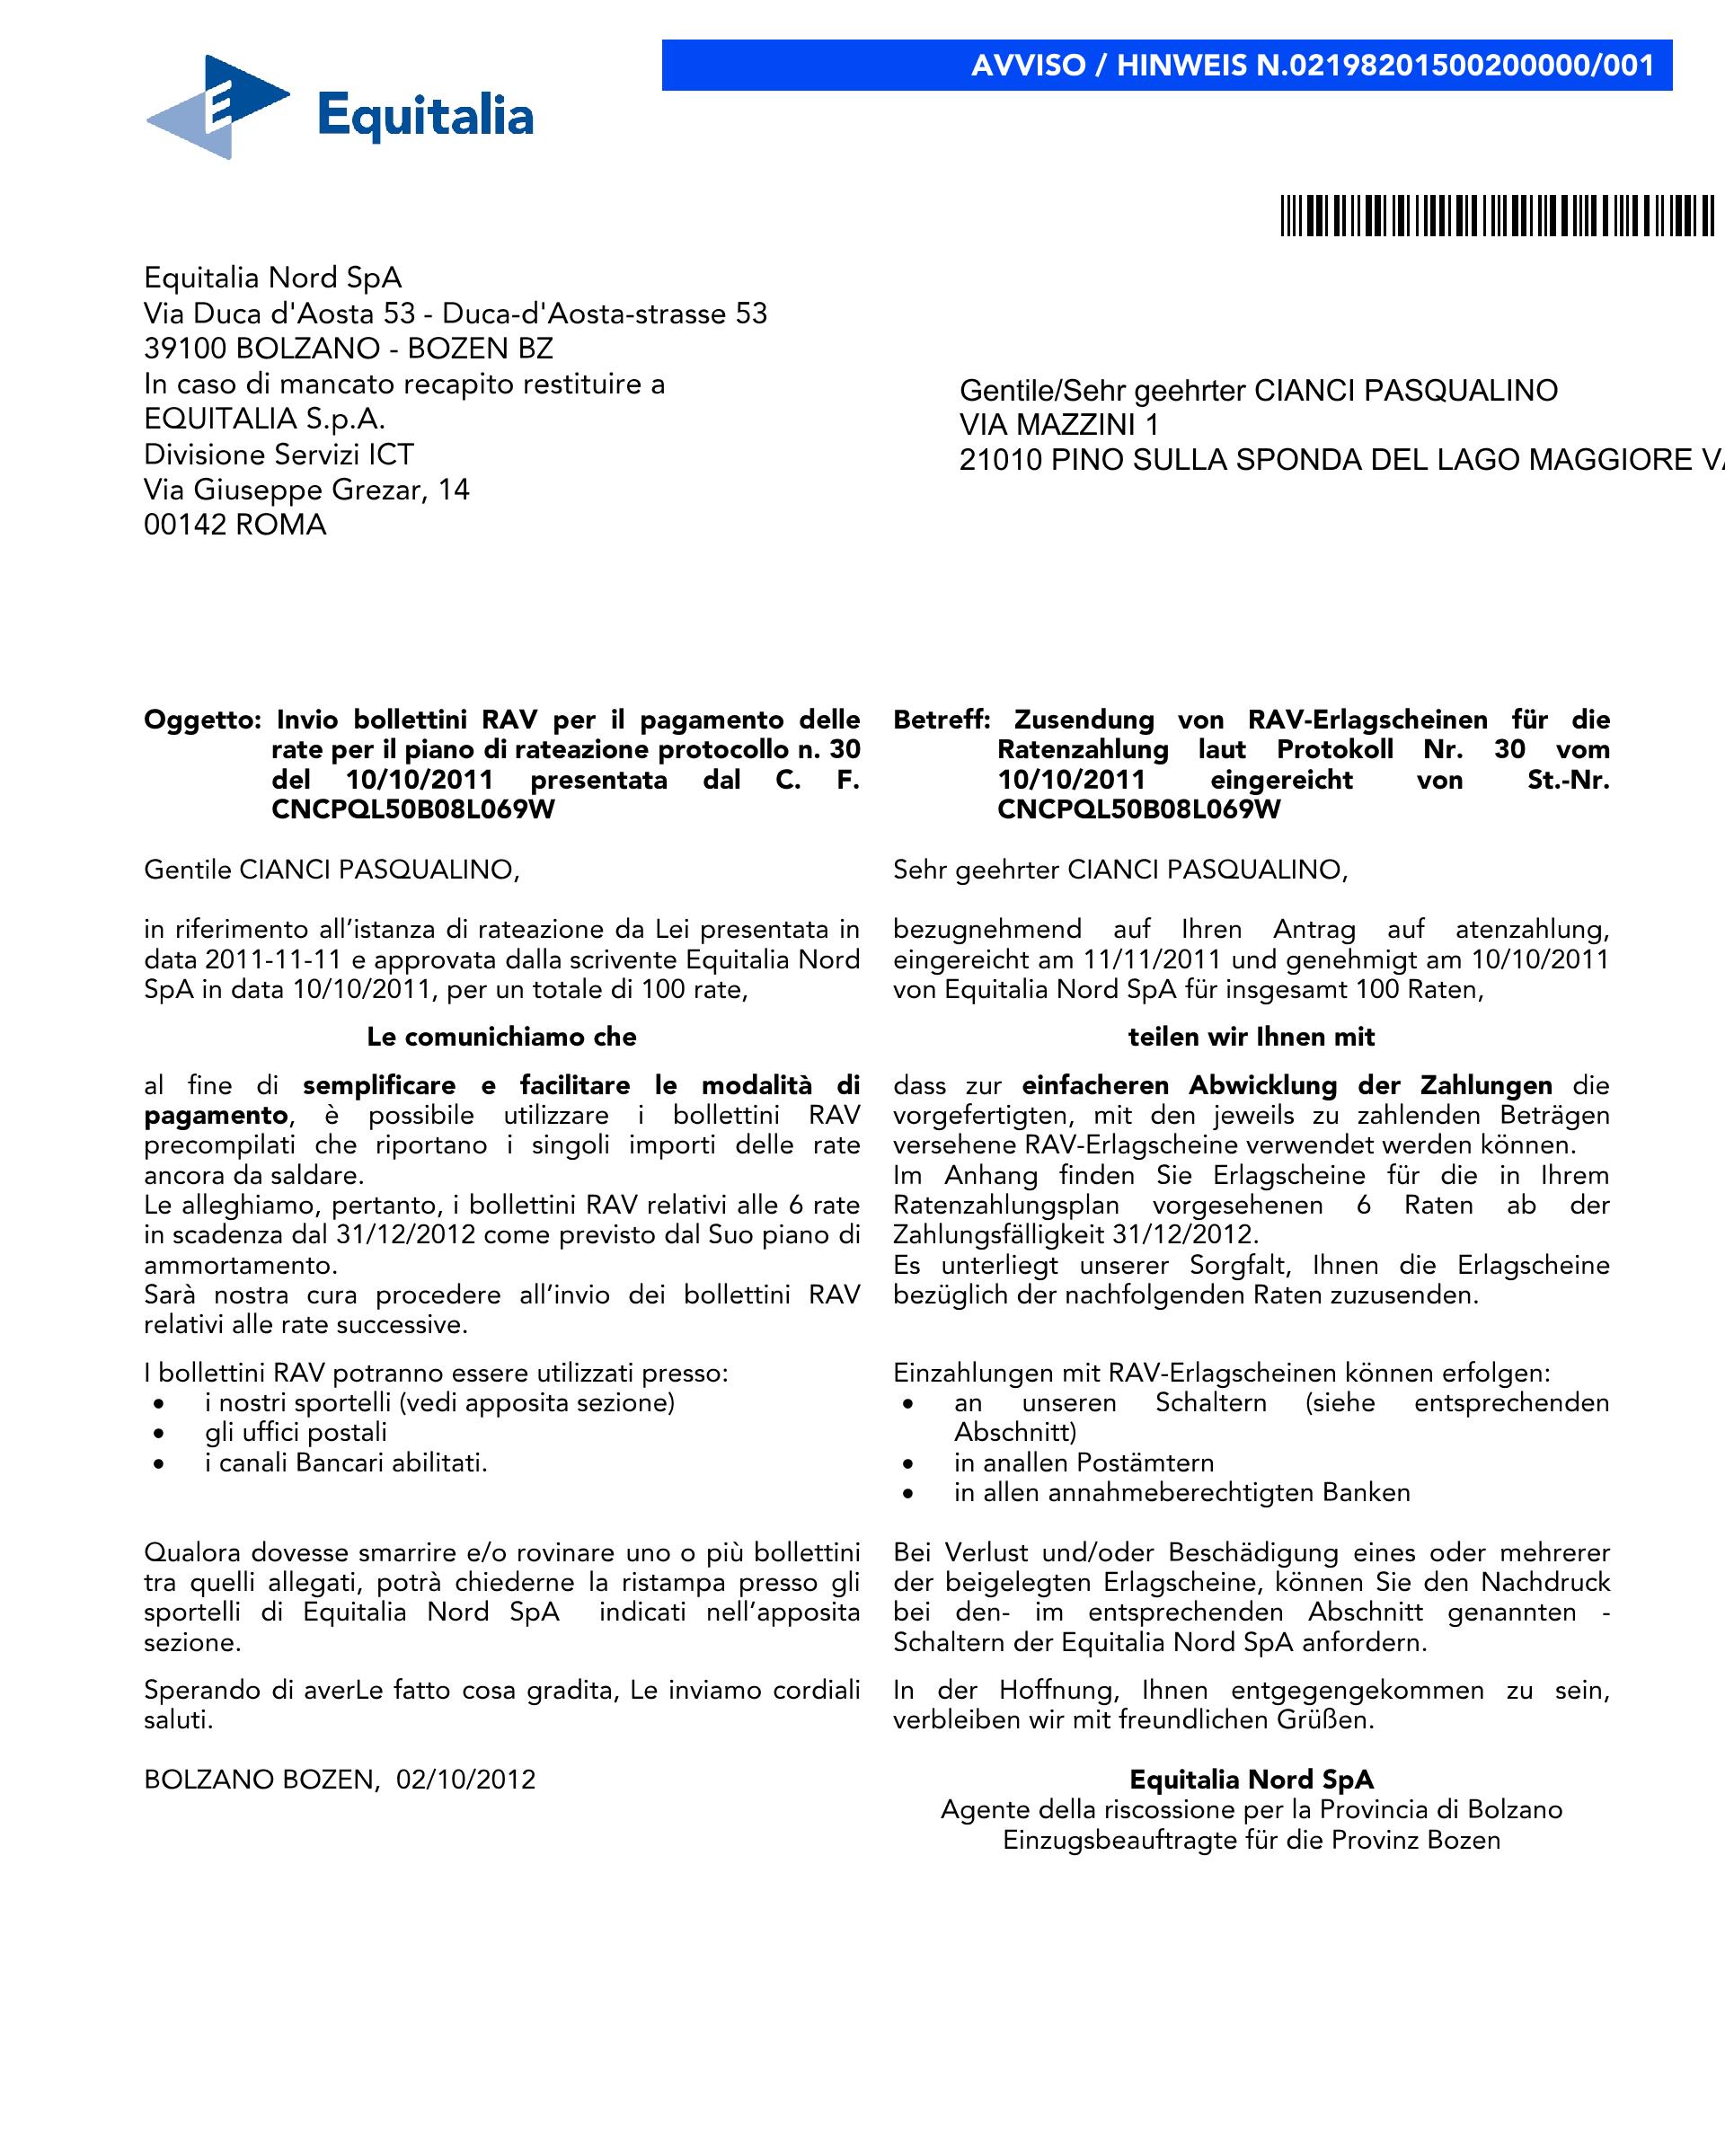 AVVISO / HINWEIS N.02198201500200000/001
Equitalia
Equitalia Nord SpA
Via Duca d'Aosta 53 - Duca-d'Aosta-strasse 53
39100 BOLZANO - BOZEN BZ
In caso di mancato recapito restituire a
EQUITALIA S.p.A.
Divisione Servizi ICT
Via Giuseppe Grezar, 14
00142 ROMA
Gentile/Sehr geehrter CIANCI PASQUALINO
VIA MAZZINI 1
21010 PINO SULLA SPONDA DEL LAGO MAGGIORE
Oggetto: Invio bollettini RAV per il pagamento delle
rate per il piano di rateazione protocollo n. 30
del 10/10/2011 presentata dal C. F.
CNCPQL50B08L069W
Gentile CIANCI PASQUALINO,
in riferimento all’istanza di rateazione da Lei presentata in
data 2011-11-11 e approvata dalla scrivente Equitalia Nord
SpA in data 10/10/2011, per un totale di 100 rate,
Le comunichiamo che
al fine di semplificare e facilitare le modalità di
pagamento, è possibile utilizzare i bollettini RAV
precompilati che riportano i singoli importi delle rate
ancora da saldare.
Le alleghiamo, pertanto, i bollettini RAV relativi alle 6 rate
in scadenza dal 31/12/2012 come previsto dal Suo piano di
ammortamento.
Sarà nostra cura procedere all’invio dei bollettini RAV
relativi alle rate successive.
I bollettini RAV potranno essere utilizzati presso:
• i nostri sportelli (vedi apposita sezione)
• gli uffici postali
• i canali Bancari abilitati.
Qualora dovesse smarrire e/o rovinare uno o più bollettini
tra quelli allegati, potrà chiederne la ristampa presso gli
sportelli di Equitalia Nord SpA indicati nell’apposita
sezione.
Sperando di averLe fatto cosa gradita, Le inviamo cordiali
saluti.
BOLZANO BOZEN, 02/10/2012
Betreff: Zusendung von RAV-Erlagscheinen für die
Ratenzahlung laut Protokoll Nr. 30 vom
10/10/2011 eingereicht von St.-Nr.
CNCPQL50B08L069W
Sehr geehrter CIANCI PASQUALINO,
bezugnehmend auf Ihren Antrag auf atenzahlung,
eingereicht am 11/11/2011 und genehmigt am 10/10/2011
von Equitalia Nord SpA für insgesamt 100 Raten,
teilen wir Ihnen mit
dass zur einfacheren Abwicklung der Zahlungen die
vorgefertigten, mit den jeweils zu zahlenden Beträgen
versehene RAV-Erlagscheine verwendet werden können.
Im Anhang finden Sie Erlagscheine für die in Ihrem
Ratenzahlungsplan vorgesehenen 6 Raten ab der
Zahlungsfälligkeit 31/12/2012.
Es unterliegt unserer Sorgfalt, Ihnen die Erlagscheine
bezüglich der nachfolgenden Raten zuzusenden.
Einzahlungen mit RAV-Erlagscheinen können erfolgen:
• an unseren Schaltern (siehe entsprechenden
Abschnitt)
• in anallen Postämtern
• in allen annahmeberechtigten Banken
Bei Verlust und/oder Beschädigung eines oder mehrerer
der beigelegten Erlagscheine, können Sie den Nachdruck
bei den- im entsprechenden Abschnitt genannten -
Schaltern der Equitalia Nord SpA anfordern.
In der Hoffnung, Ihnen entgegengekommen zu sein,
verbleiben wir mit freundlichen Grüßen.
Equitalia Nord SpA
Agente della riscossione per la Provincia di Bolzano
Einzugsbeauftragte für die Provinz Bozen